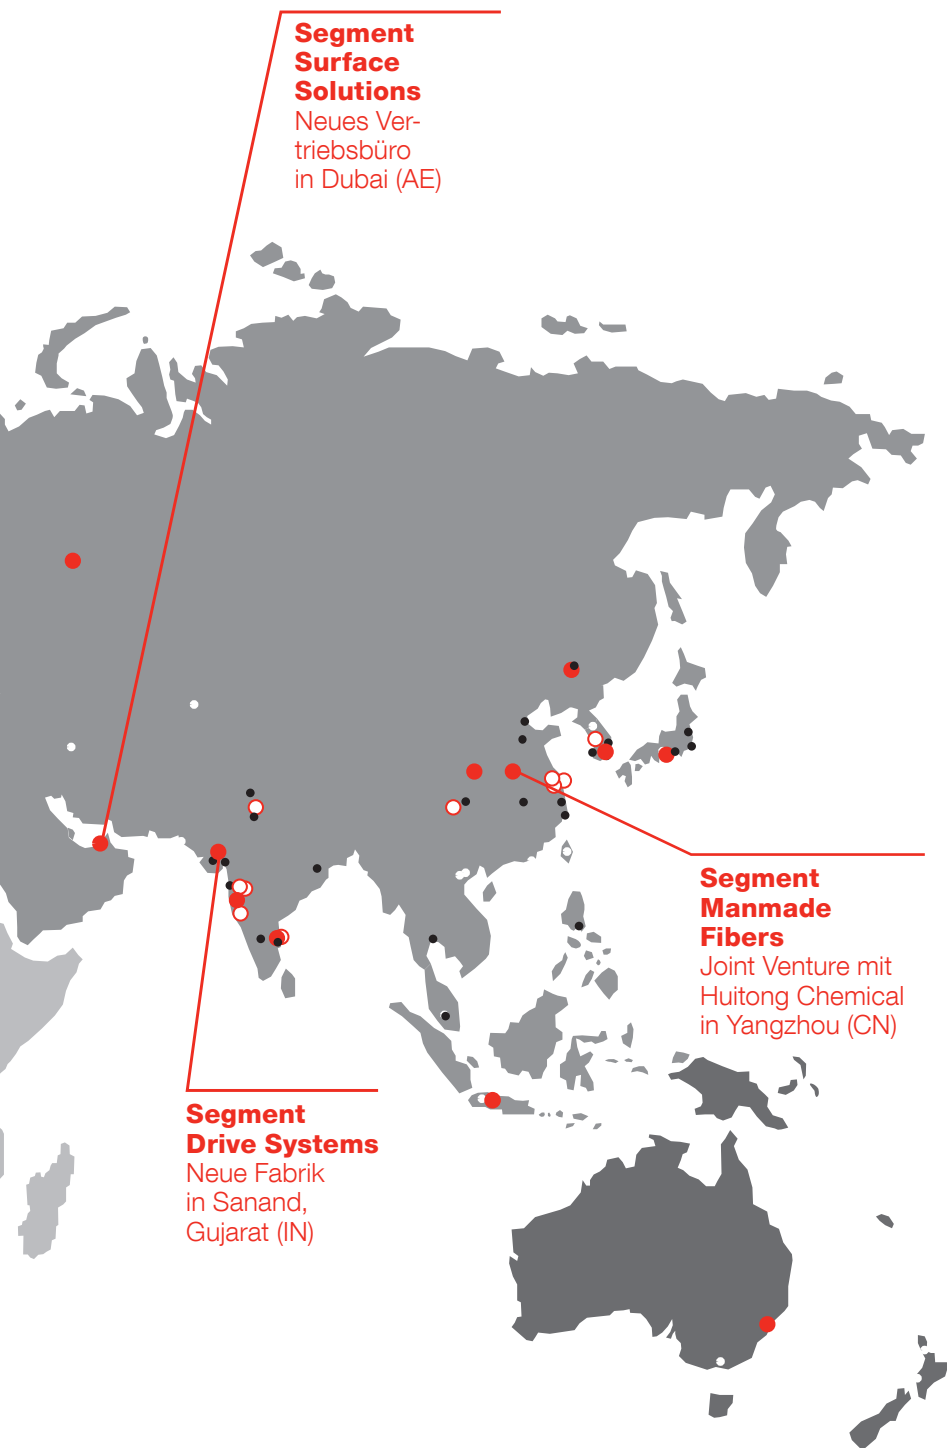 Segment
Surface
Solutions
Neues Ver-
triebsbüro
in Dubai (AE)
Segment
Manmade
Fibers
Joint Venture mit
Huitong Chemical
in Yangzhou (CN)
Segment
Drive Systems
Neue Fabrik
in Sanand,
Gujarat (IN)